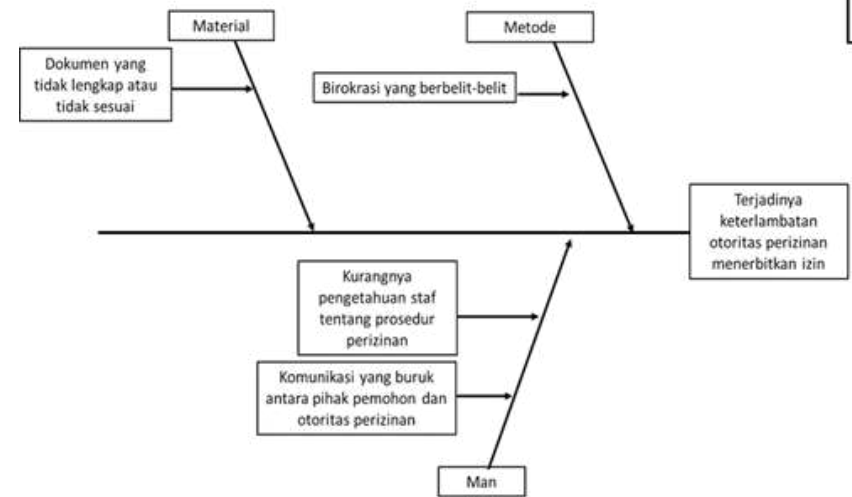 Material
Metode
Dokumen yang
tidak lengkap atau
tidak sesuai
Birokrasi yang berbelit-belit
Terjadinya
keterlambatan
otoritas perizinan
menerbitkan izin
Kurangnya
pengetahuan staf
tentang prosedur
perizinan
Komunikasi yang buruk
antara pihak pemohon dan
otoritas perizinan
Man